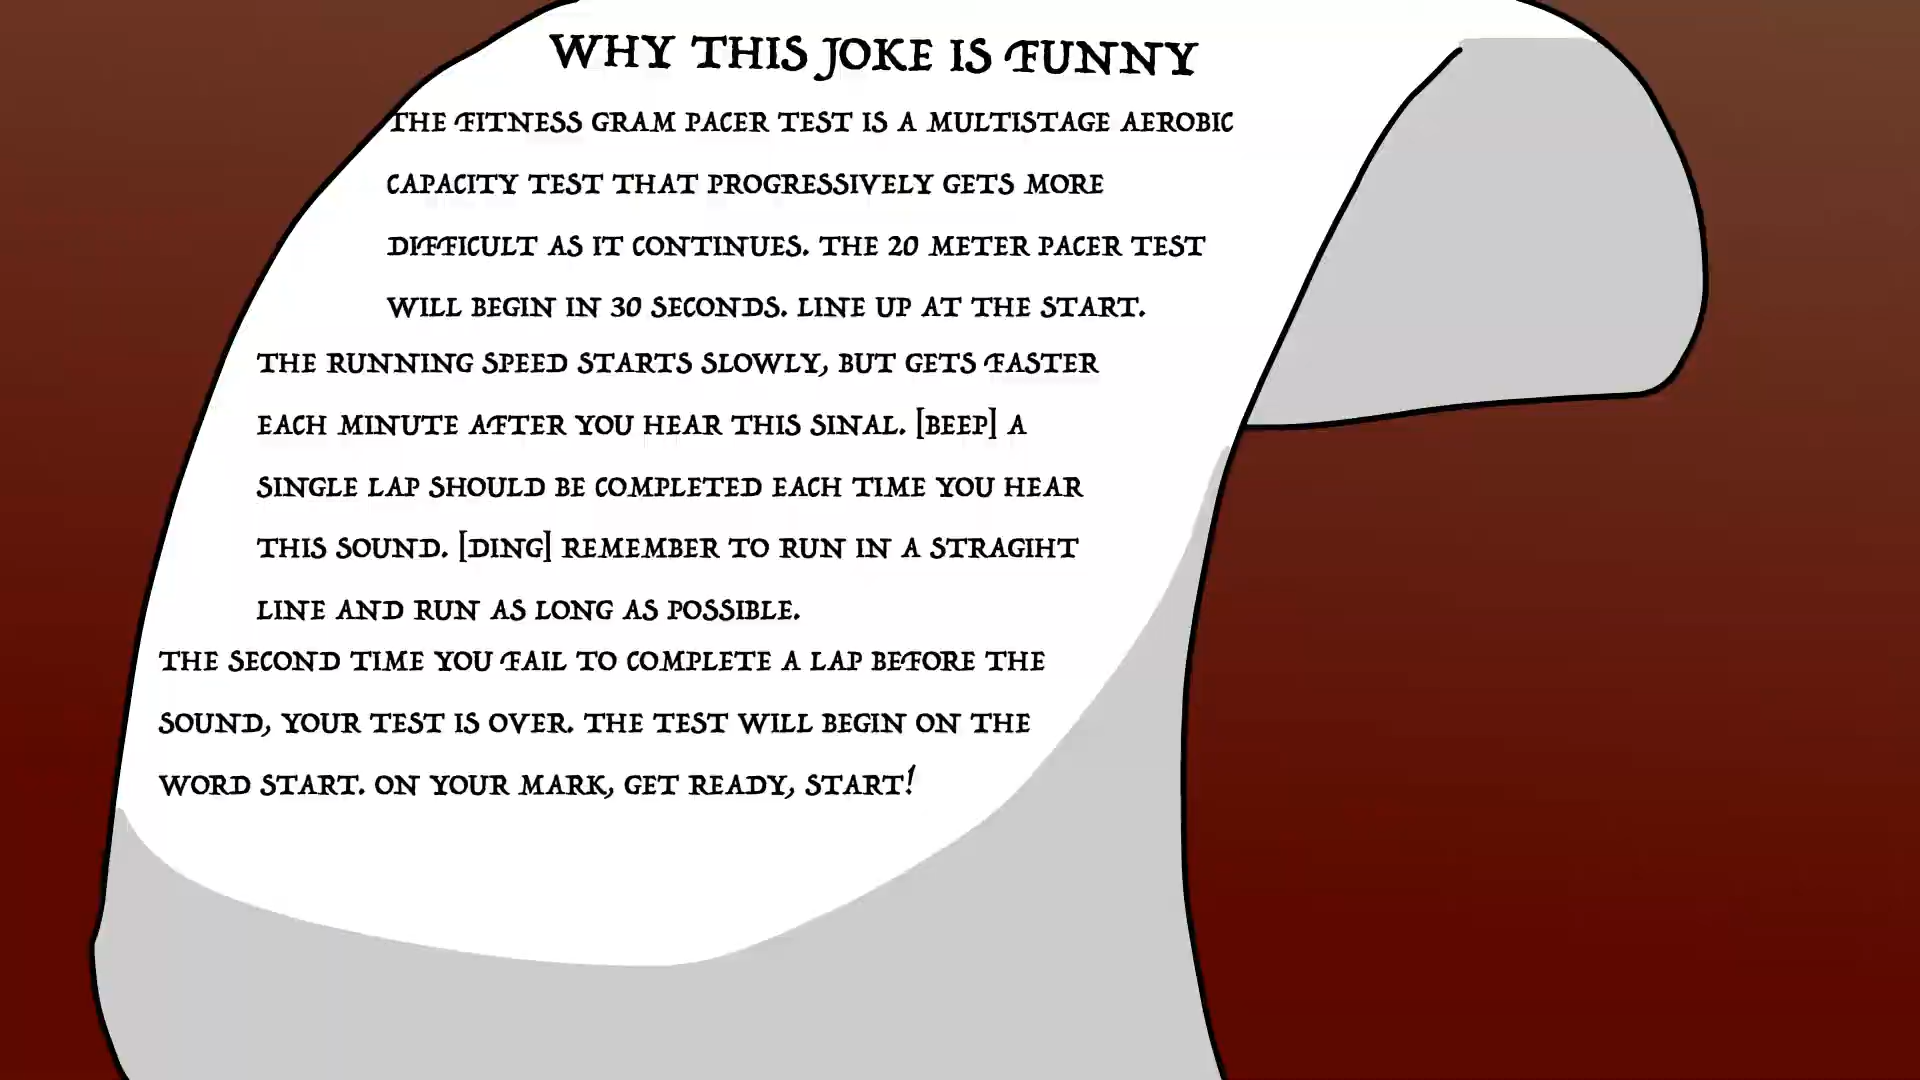 WHY THIS JOKE IS FUNNY
THE FITNESS GRAM PACER TEST IS A MULTISTAGE AEROBIC
CAPACITY TEST THAT PROGRESSIVELY GETS MORE
DIFFICULT AS IT CONTINUES. THE 20 METER PACER TEST
WILL BEGIN IN 30 SECONDS. LINE UP AT THE START.
THE RUNNING SPEED STARTS SLOWLY, BUT GETS FASTER
EACH MINUTE AFTER YOU HEAR THIS SINAL. [BEEP] A
SINGLE LAP SHOULD BE COMPLETED EACH TIME YOU HEAR
THIS SOUND. [DING] REMEMBER TO RUN IN A STRAGIHT
LINE AND RUN AS LONG AS POSSIBLE.
THE SECOND TIME YOU FAIL TO COMPLETE A LAP BEFORE THE
SOUND, YOUR TEST IS OVER. THE TEST WILL BEGIN ON THE
WORD START. ON YOUR MARK, GET READY, START!